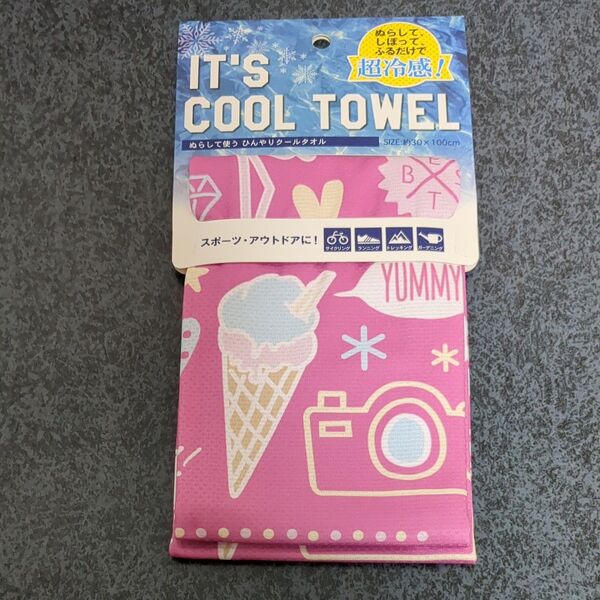 ぬらして、
しぼって、
ふるだけで
超冷感!
IT'S
COOL TOWEL
ぬらして使う ひんやりクールタオル
SIZE:約30×100cm
B E S T
スポーツ・アウトドアに!
サイクリング
ランニング
トレッキング
ガーデニング
YUMMY